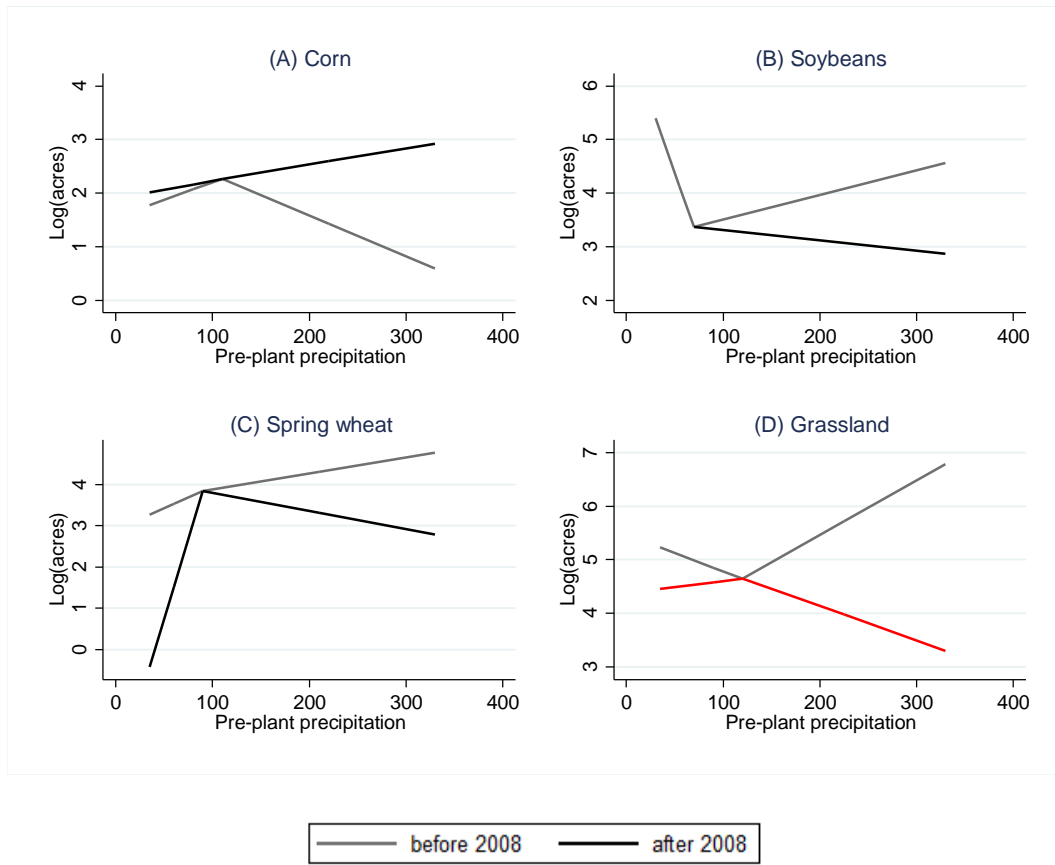 (A) Corn
Log(acres)
4
3
2
1
0
0 100 200 300 400
Pre-plant precipitation
(B) Soybeans
Log(acres)
6
5
4
3
2
0 100 200 300 400
Pre-plant precipitation
(C) Spring wheat
Log(acres)
4
3
2
1
0
0 100 200 300 400
Pre-plant precipitation
(D) Grassland
Log(acres)
7
6
5
4
3
0 100 200 300 400
Pre-plant precipitation
before 2008 after 2008